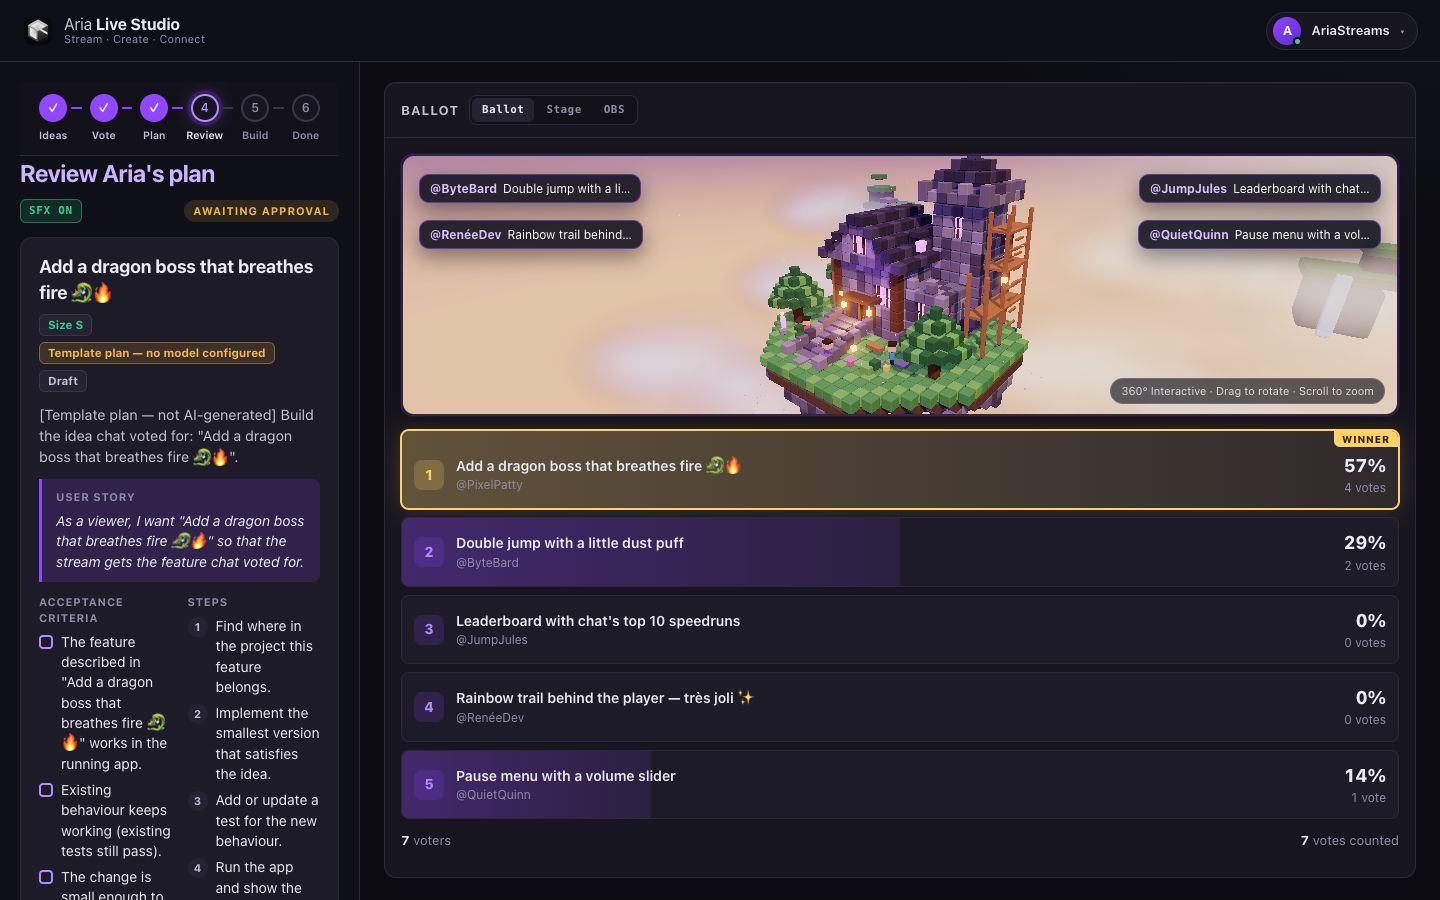 Aria Live Studio
Stream · Create · Connect
A
AriaStreams
✓
✓
✓
4
5
6
Ideas
Vote
Plan
Review
Build
Done
Review Aria's plan
SFX ON
AWAITING APPROVAL
Add a dragon boss that breathes
fire 🐉🔥
Size S
Template plan — no model configured
Draft
[Template plan — not AI-generated] Build
the idea chat voted for: "Add a dragon
boss that breathes fire 🐉🔥".
USER STORY
As a viewer, I want "Add a dragon boss
that breathes fire 🐉🔥" so that the
stream gets the feature chat voted for.
ACCEPTANCE
CRITERIA
The feature
described in
"Add a dragon
boss that
breathes fire 🐉
🔥" works in the
running app.
Existing
behaviour keeps
working (existing
tests still pass).
The change is
small enough to
STEPS
1 Find where in
the project this
feature
belongs.
2 Implement the
smallest version
that satisfies
the idea.
3 Add or update a
test for the new
behaviour.
4 Run the app
and show the
BALLOT
Ballot
Stage
OBS
@ByteBard Double jump with a li...
@JumpJules Leaderboard with chat...
@RenéeDev Rainbow trail behind...
@QuietQuinn Pause menu with a vol...
360° Interactive · Drag to rotate · Scroll to zoom
WINNER
1
Add a dragon boss that breathes fire 🐉🔥
@PixelPatty
57%
4 votes
2
Double jump with a little dust puff
@ByteBard
29%
2 votes
3
Leaderboard with chat's top 10 speedruns
@JumpJules
0%
0 votes
4
Rainbow trail behind the player — très joli ✨
@RenéeDev
0%
0 votes
5
Pause menu with a volume slider
@QuietQuinn
14%
1 vote
7 voters
7 votes counted